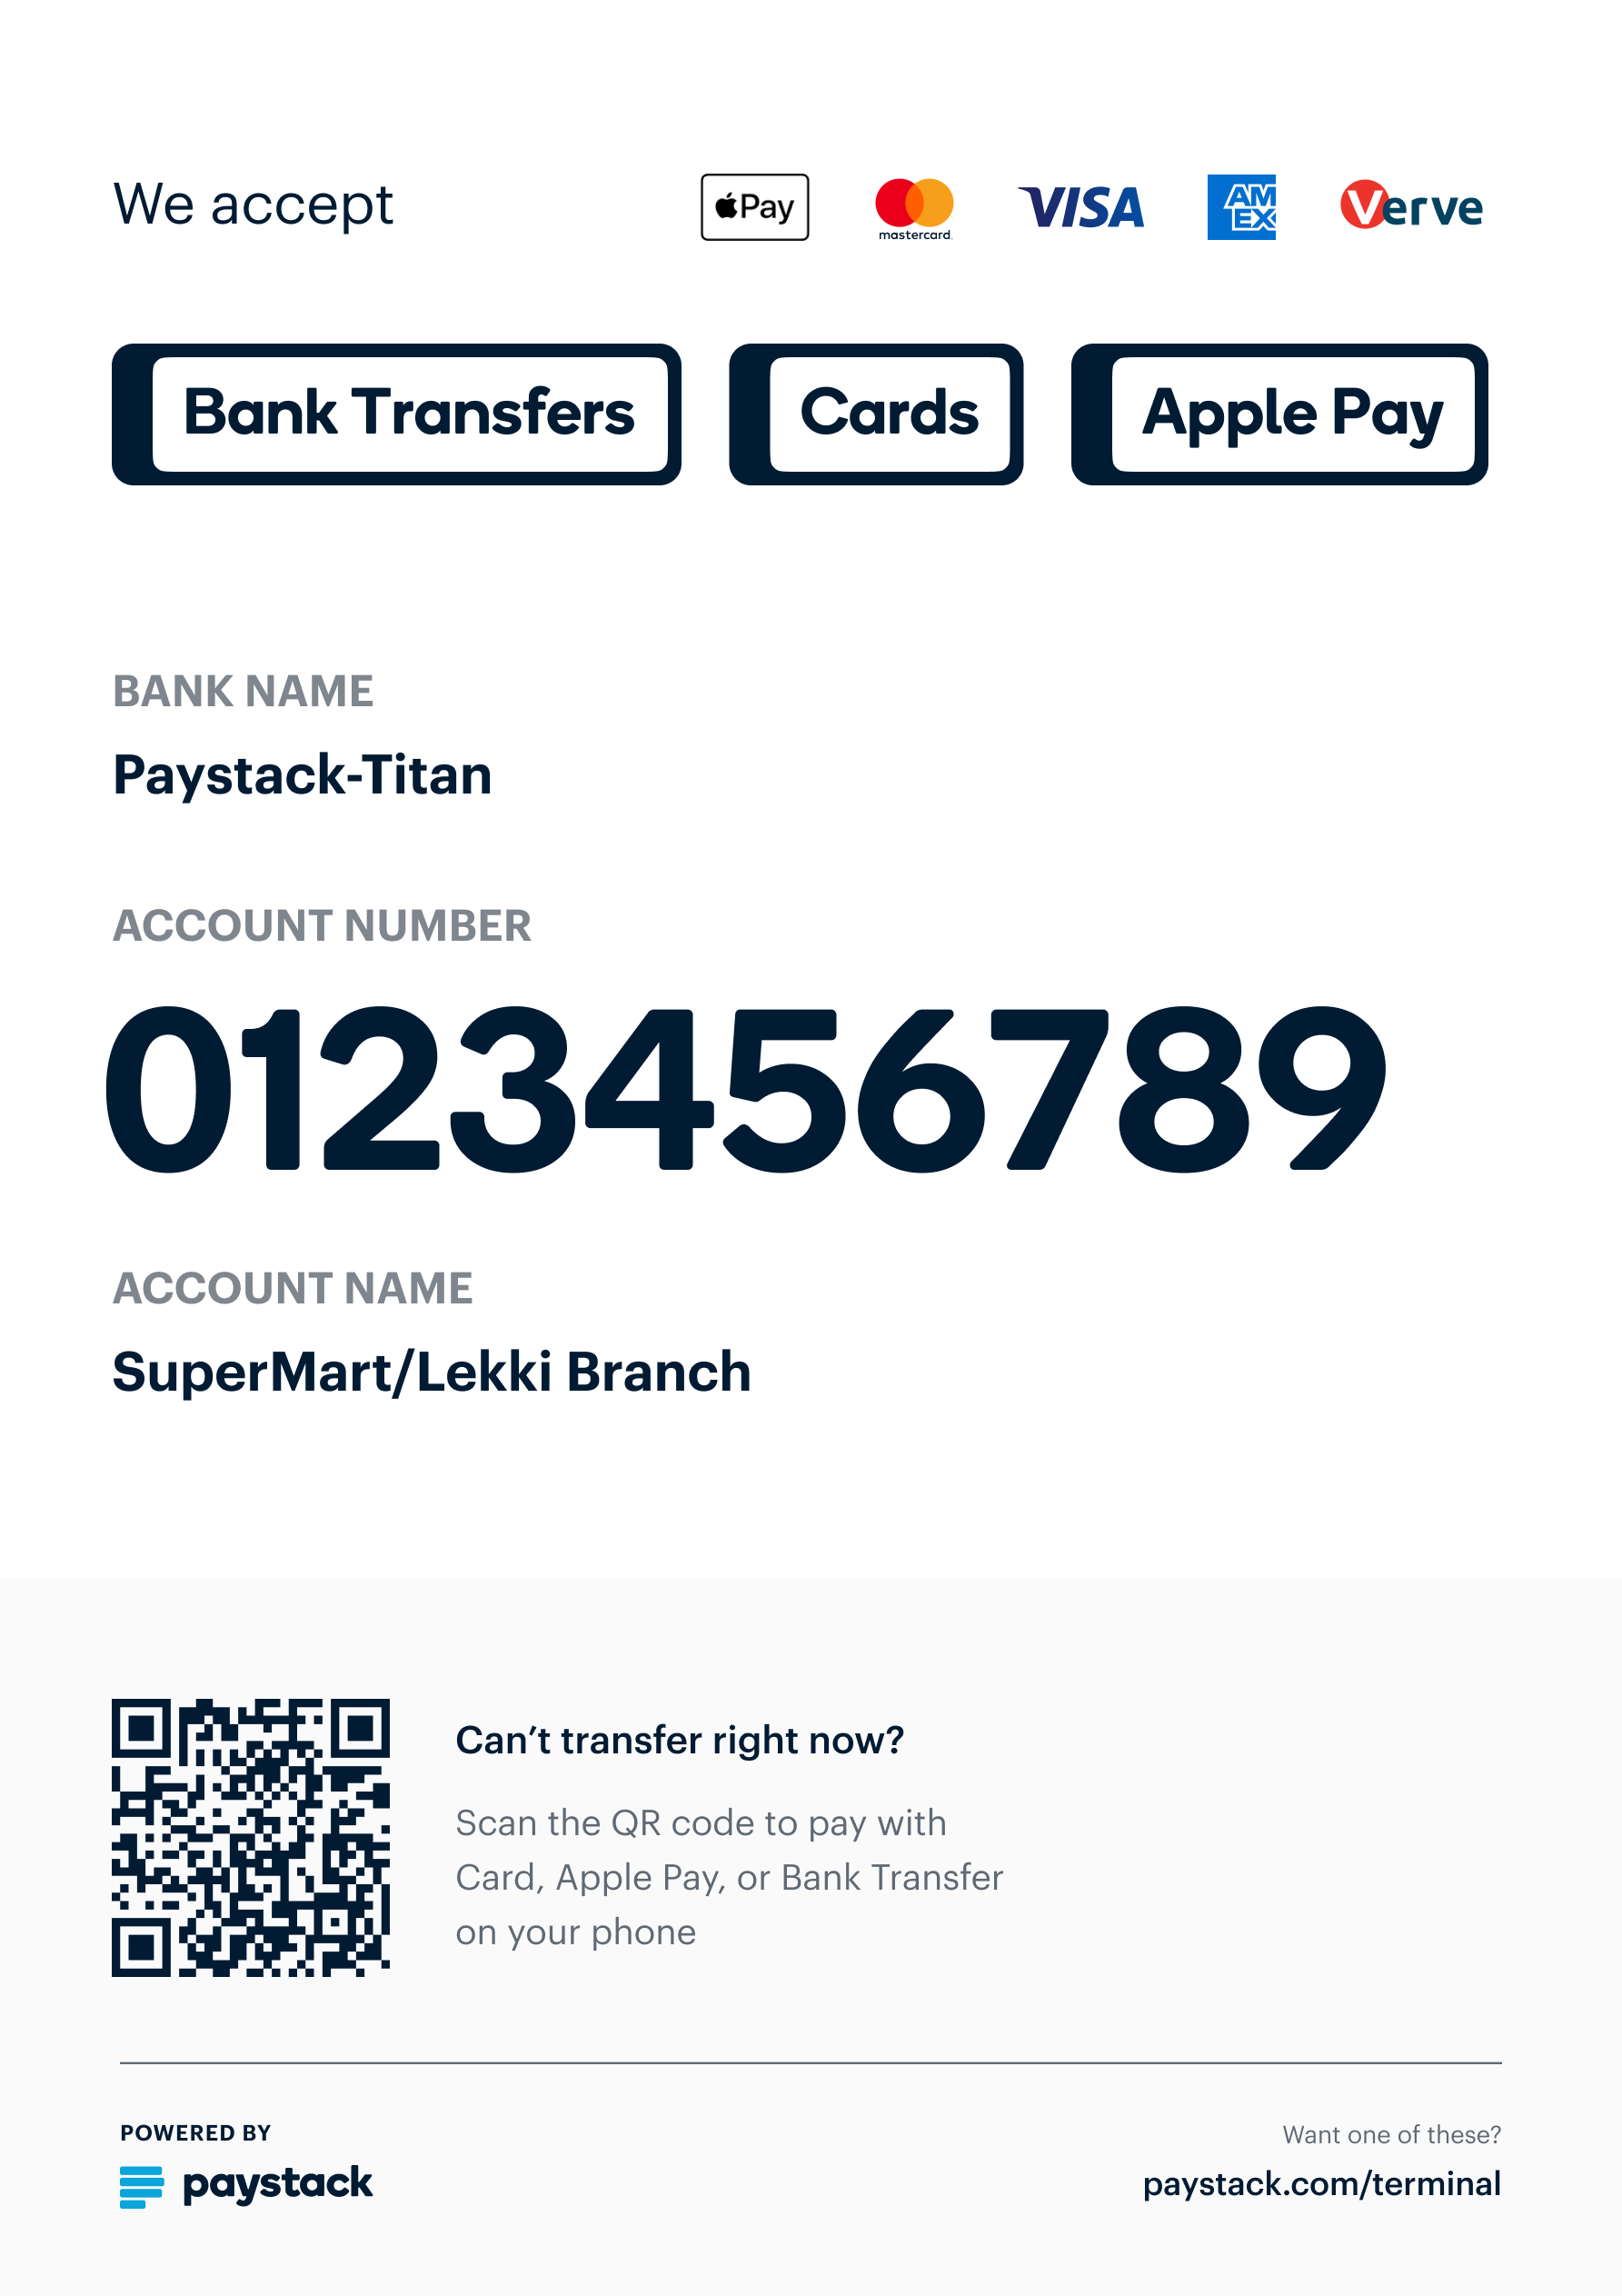 We accept Pay mastercard. VISA AMEX Verve
Bank Transfers Cards Apple Pay
BANK NAME
Paystack-Titan
ACCOUNT NUMBER
0123456789
ACCOUNT NAME
SuperMart/Lekki Branch
Can’t transfer right now?
Scan the QR code to pay with
Card, Apple Pay, or Bank Transfer
on your phone
POWERED BY
paystack
Want one of these?
paystack.com/terminal